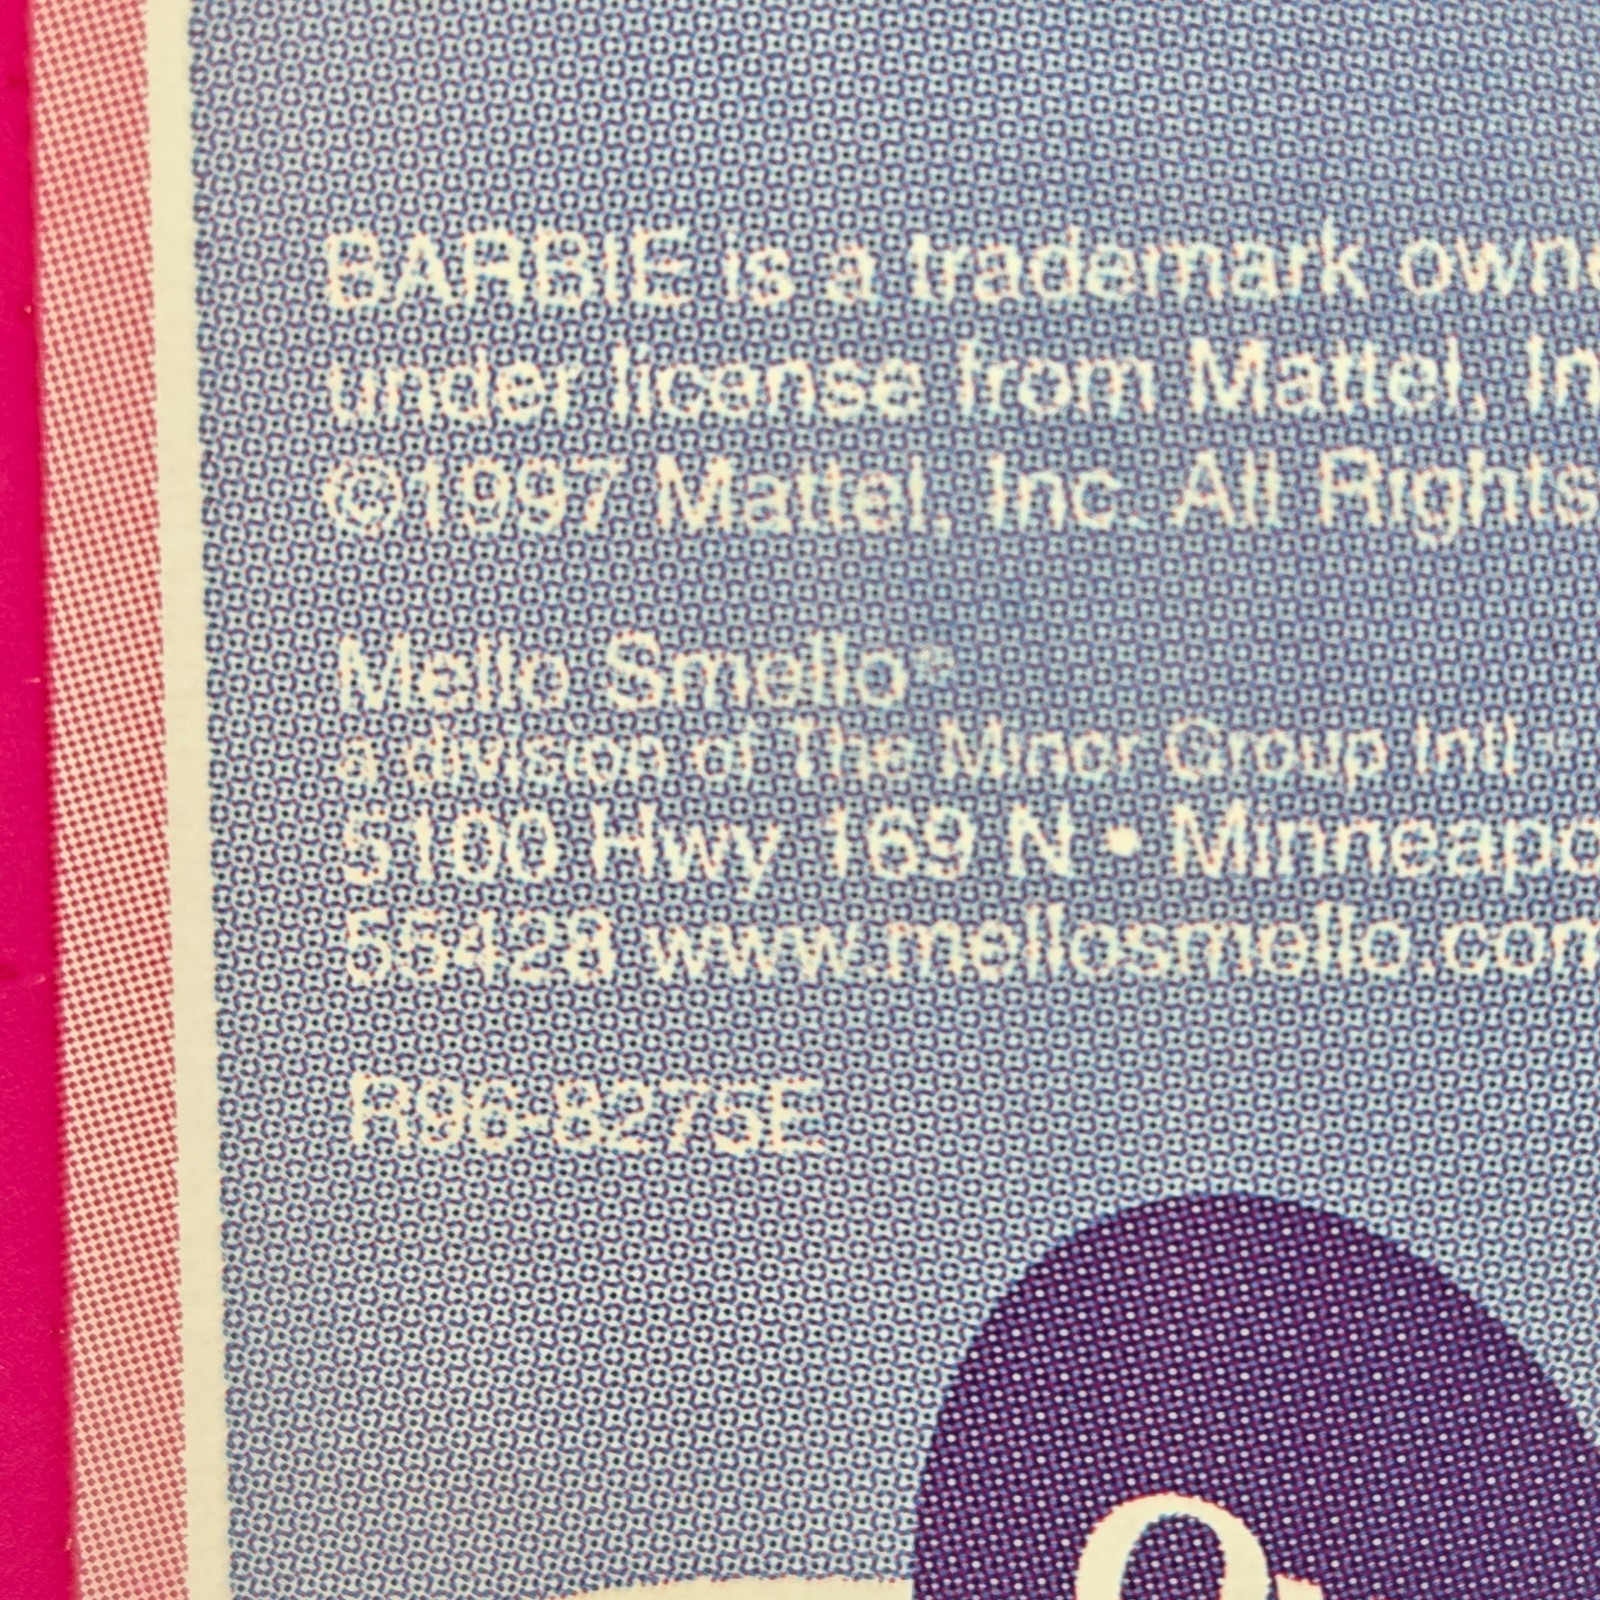 BARBIE is a trademark owne
under license from Mattel, In
©1997 Mattel, Inc. All Rights
Mello Smello®
a division of The Minor Group Intl
5100 Hwy 169 N • Minneapo
55428 www.mellosmello.com
R96-8275E